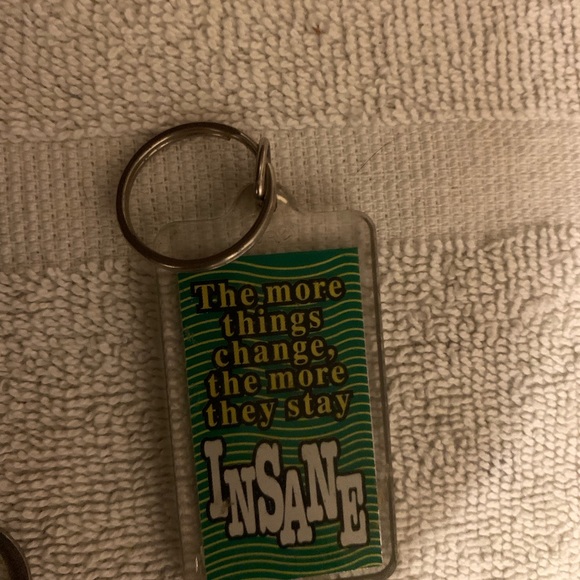 The more
things
change,
the more
they stay
INSANE